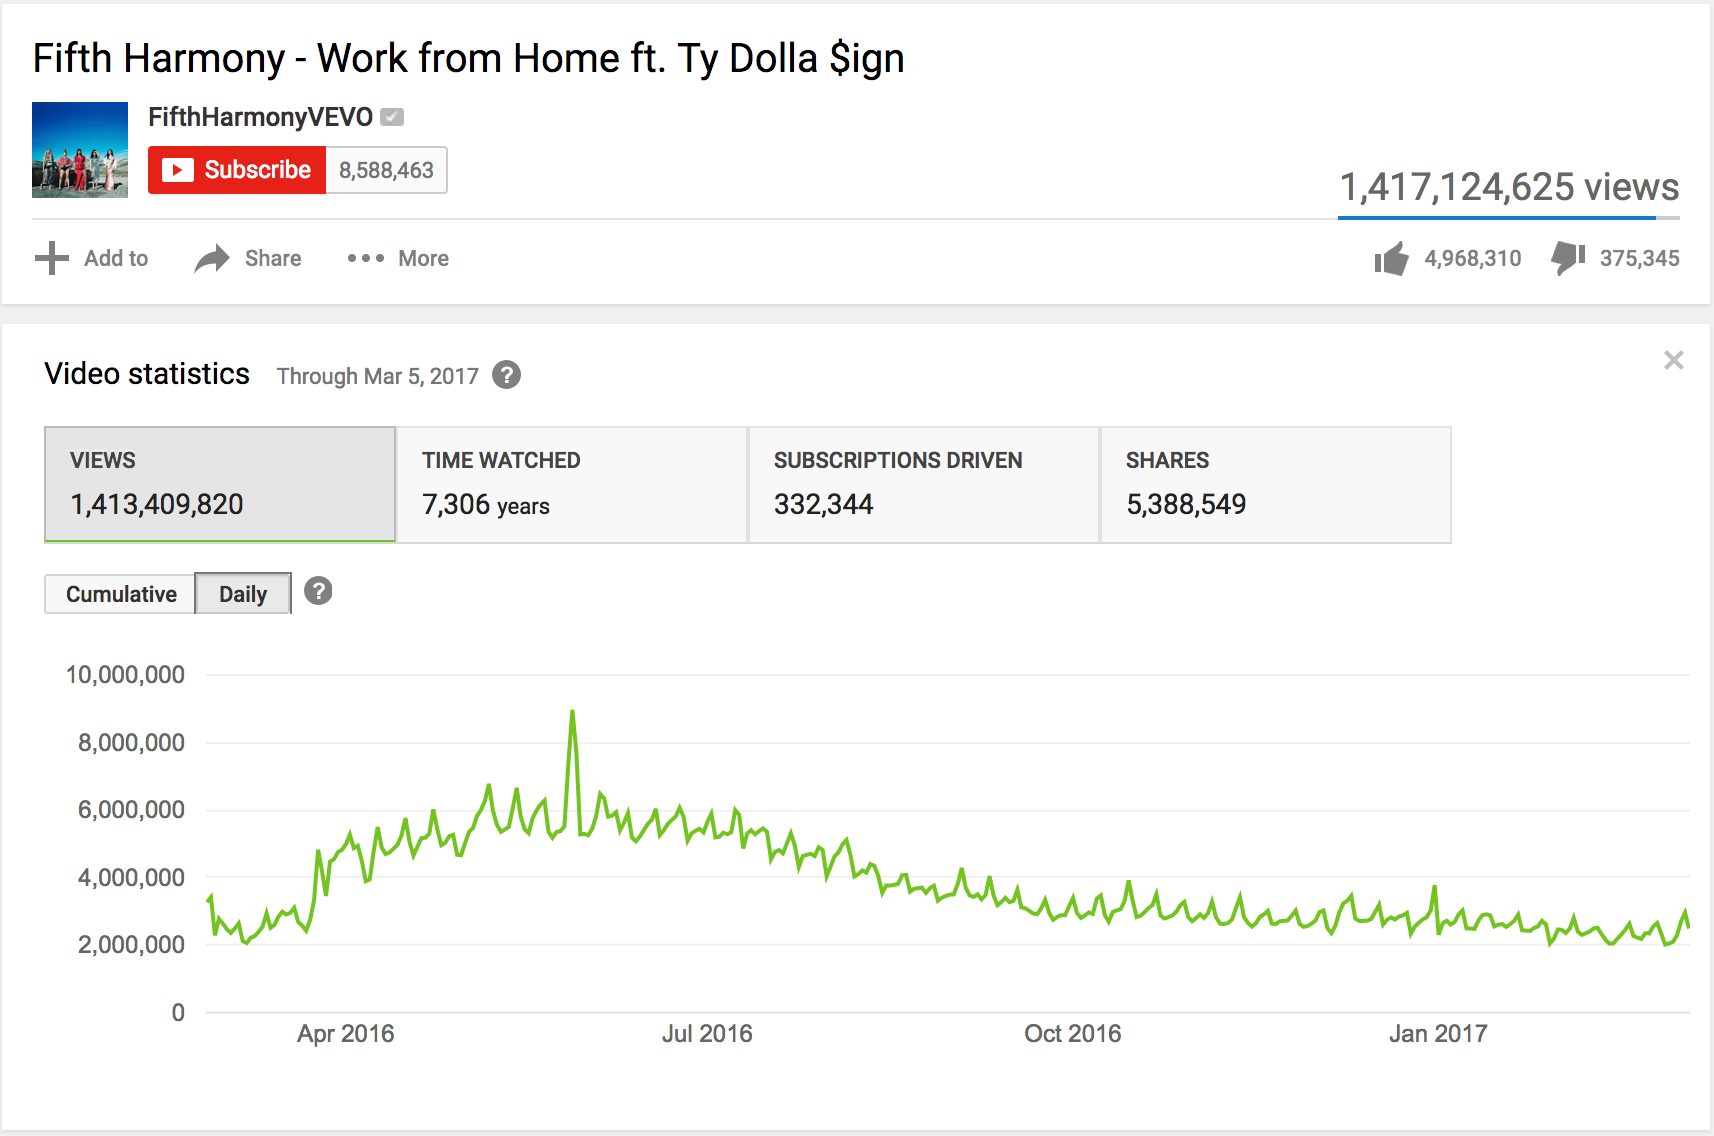 Fifth Harmony - Work from Home ft. Ty Dolla $ign
FifthHarmonyVEVO
Subscribe 8,588,463
1,417,124,625 views
Add to Share More 4,968,310 375,345
Video statistics Through Mar 5, 2017 ?
VIEWS TIME WATCHED SUBSCRIPTIONS DRIVEN SHARES
1,413,409,820 7,306 years 332,344 5,388,549
Cumulative Daily ?
10,000,000
8,000,000
6,000,000
4,000,000
2,000,000
0
Apr 2016 Jul 2016 Oct 2016 Jan 2017